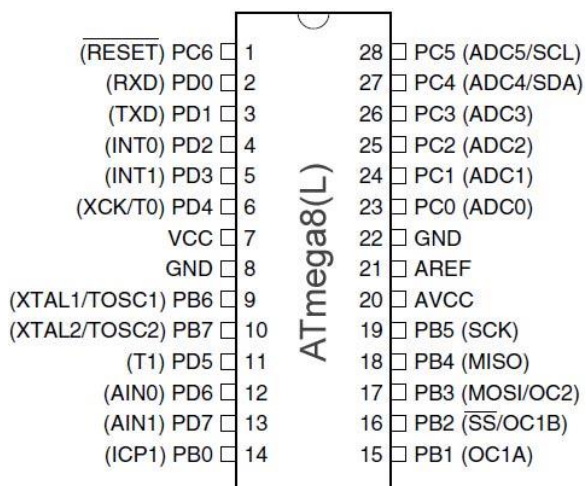 (RESET) PC6 1
(RXD) PD0 2
(TXD) PD1 3
(INT0) PD2 4
(INT1) PD3 5
(XCK/T0) PD4 6
VCC 7
GND 8
(XTAL1/TOSC1) PB6 9
(XTAL2/TOSC2) PB7 10
(T1) PD5 11
(AIN0) PD6 12
(AIN1) PD7 13
(ICP1) PB0 14
ATmega8(L)
28 PC5 (ADC5/SCL)
27 PC4 (ADC4/SDA)
26 PC3 (ADC3)
25 PC2 (ADC2)
24 PC1 (ADC1)
23 PC0 (ADC0)
22 GND
21 AREF
20 AVCC
19 PB5 (SCK)
18 PB4 (MISO)
17 PB3 (MOSI/OC2)
16 PB2 (SS/OC1B)
15 PB1 (OC1A)